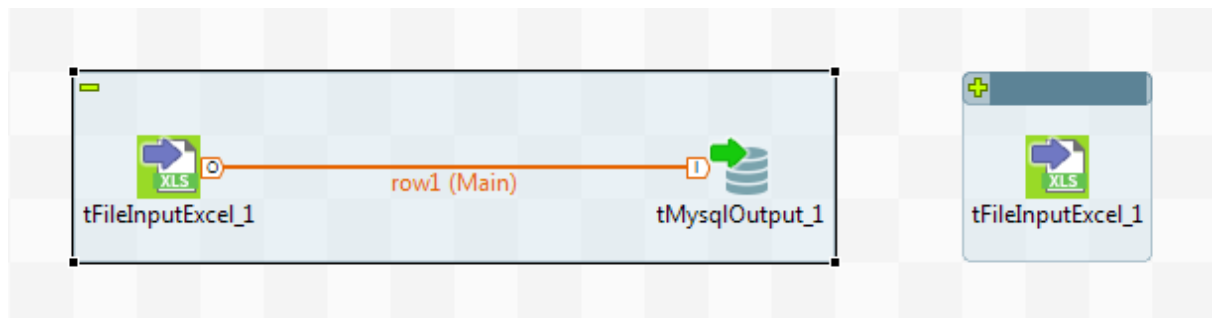 O
I
row1 (Main)
XLS
XLS
tFileInputExcel_1
tMysqlOutput_1
tFileInputExcel_1